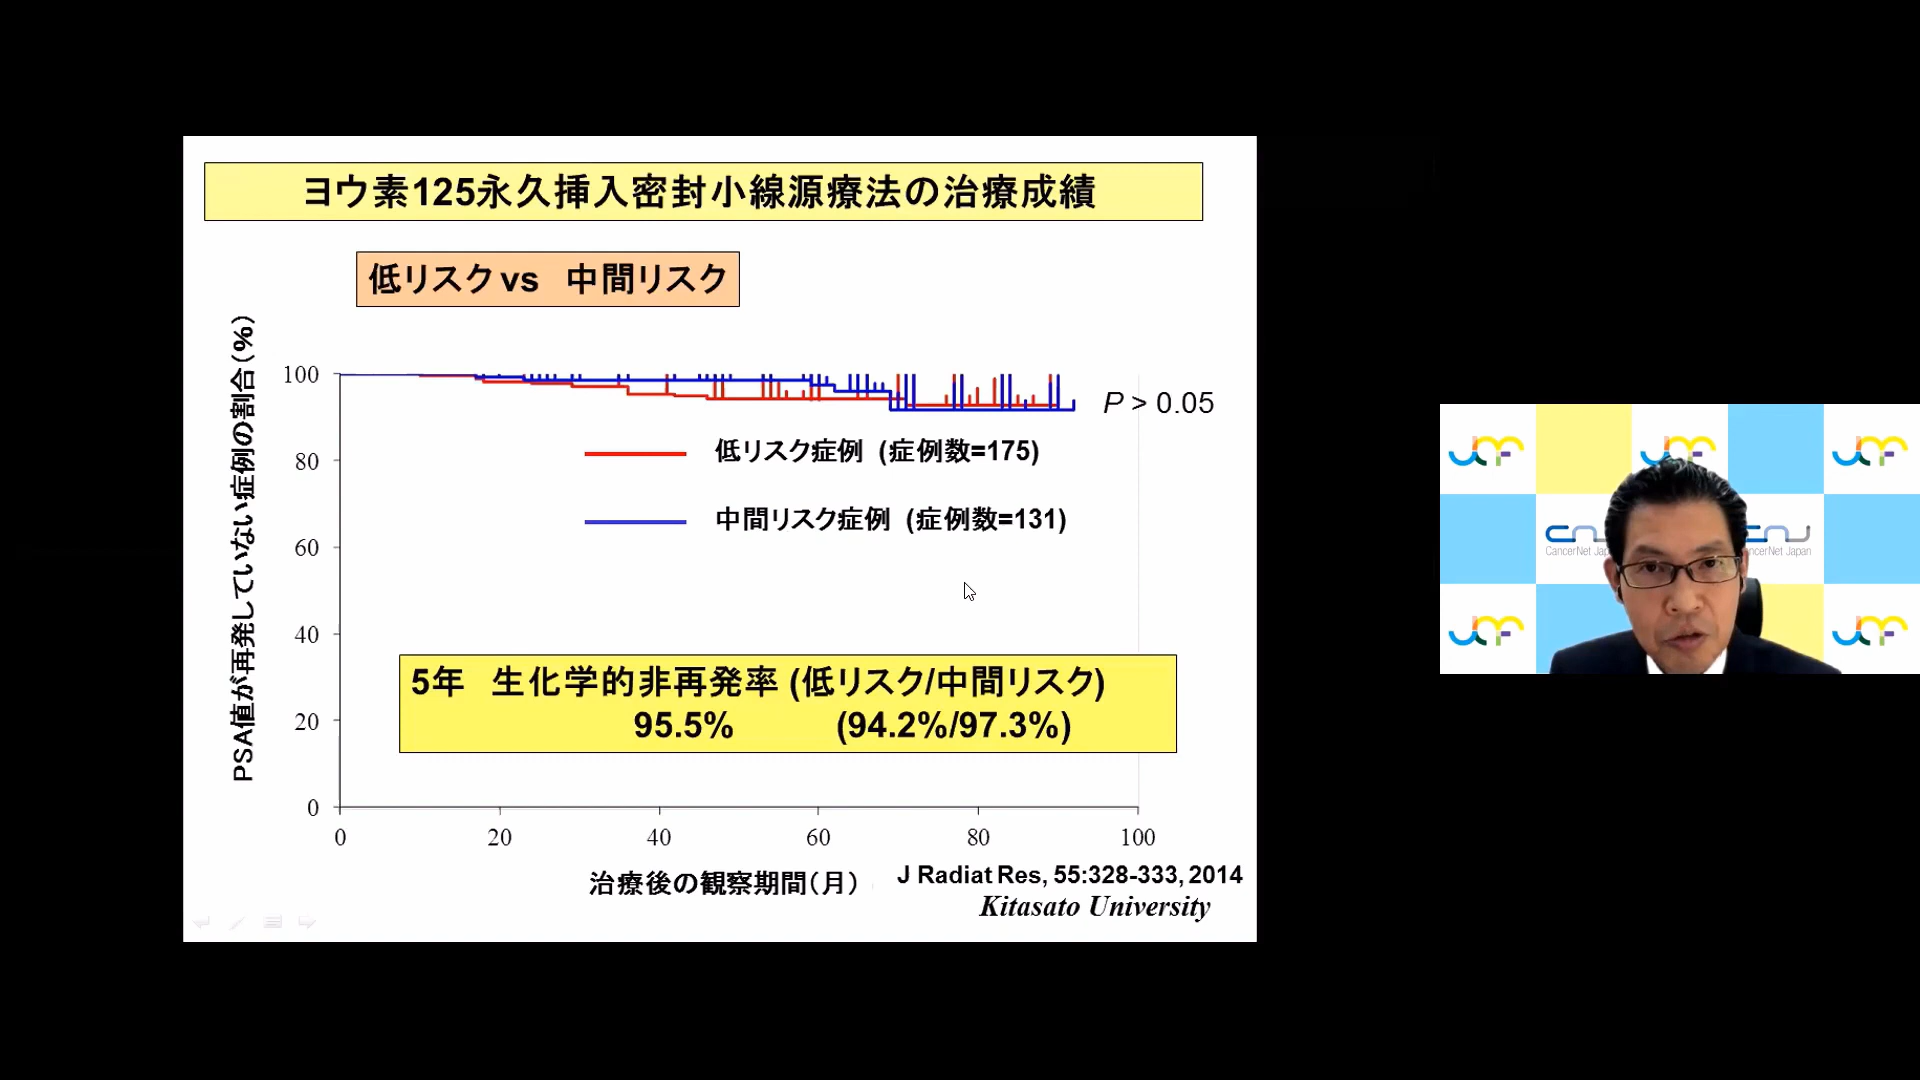 ヨウ素125永久挿入密封小線源療法の治療成績
低リスク vs 中間リスク
PSA値が再発していない症例の割合(%)
100
80
60
40
20
0
P > 0.05
低リスク症例 (症例数=175)
中間リスク症例 (症例数=131)
5年 生化学的非再発率 (低リスク/中間リスク)
95.5% (94.2%/97.3%)
0 20 40 60 80 100
治療後の観察期間(月)
J Radiat Res, 55:328-333, 2014
Kitasato University
CancerNet Jap
ncerNet Japan